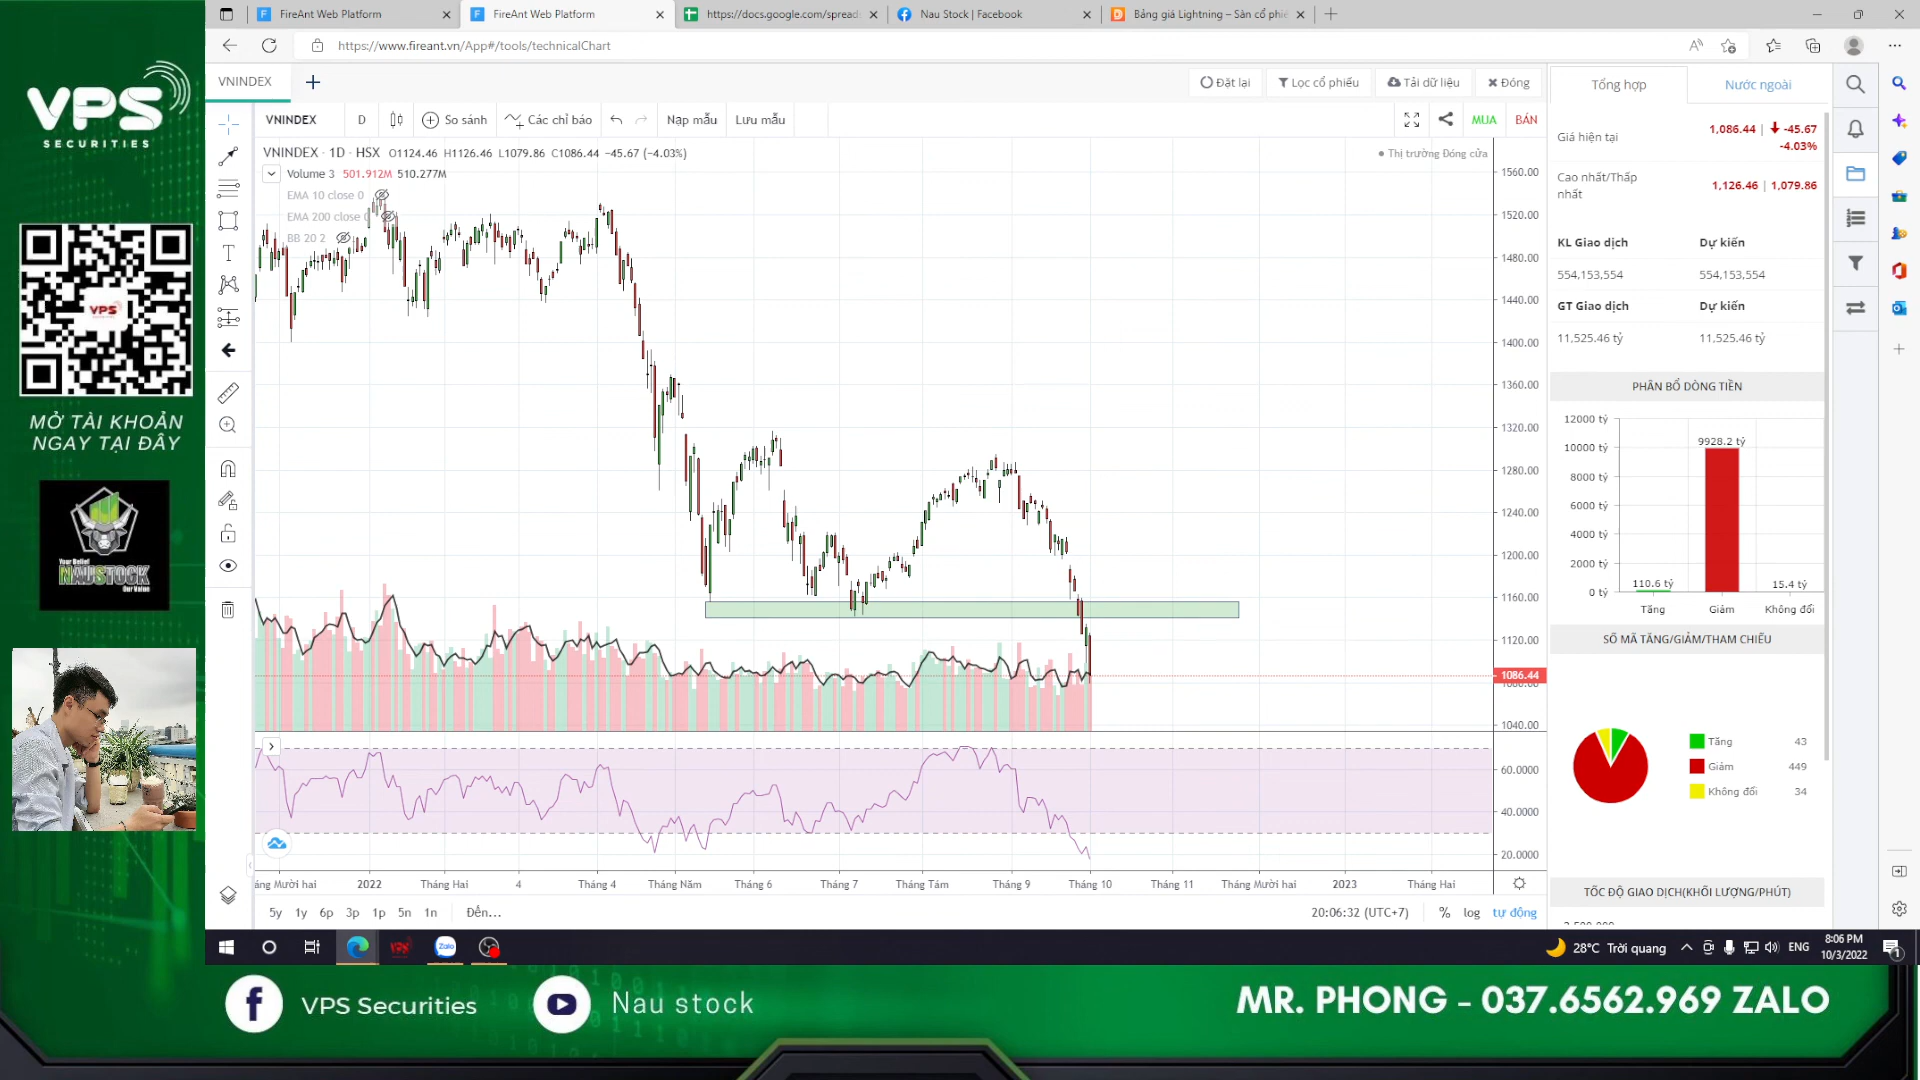 FireAnt Web Platform
FireAnt Web Platform
https://docs.google.com/spread
Nau Stock | Facebook
Bảng giá Lightning – Sàn cổ phiế
https://www.fireant.vn/App#/tools/technicalChart
VPS
SECURITIES
MỞ TÀI KHOẢN
NGAY TẠI ĐÂY
Your Belief
NAUSTOCK
Our Value
VNINDEX
Đặt lại
Lọc cổ phiếu
Tải dữ liệu
Đóng
VNINDEX
D
So sánh
Các chỉ báo
Nạp mẫu
Lưu mẫu
MUA
BÁN
VNINDEX · 1D · HSX O1124.46 H1126.46 L1079.86 C1086.44 −45.67 (−4.03%)
Thị trường Đóng cửa
Volume 3 501.912M 510.277M
EMA 10 close 0
EMA 200 close 0
BB 20 2
1560.00
1520.00
1480.00
1440.00
1400.00
1360.00
1320.00
1280.00
1240.00
1200.00
1160.00
1120.00
1086.44
1040.00
60.0000
40.0000
20.0000
áng Mười hai
2022
Tháng Hai
4
Tháng 4
Tháng Năm
Tháng 6
Tháng 7
Tháng Tám
Tháng 9
Tháng 10
Tháng 11
Tháng Mười hai
2023
Tháng Hai
5y 1y 6p 3p 1p 5n 1n
Đến...
20:06:32 (UTC+7)
% log tự động
Tổng hợp
Nước ngoài
Giá hiện tại
1,086.44 | -45.67
-4.03%
Cao nhất/Thấp
nhất
1,126.46 | 1,079.86
KL Giao dịch
Dự kiến
554,153,554
554,153,554
GT Giao dịch
Dự kiến
11,525.46 tỷ
11,525.46 tỷ
PHÂN BỔ DÒNG TIỀN
12000 tỷ
10000 tỷ
8000 tỷ
6000 tỷ
4000 tỷ
2000 tỷ
0 tỷ
110.6 tỷ
9928.2 tỷ
15.4 tỷ
Tăng
Giảm
Không đổi
SỐ MÃ TĂNG/GIẢM/THAM CHIẾU
Tăng 43
Giảm 449
Không đổi 34
TỐC ĐỘ GIAO DỊCH(KHỐI LƯỢNG/PHÚT)
Zalo
28°C Trời quang
ENG
8:06 PM
10/3/2022
VPS Securities
Nau stock
MR. PHONG - 037.6562.969 ZALO